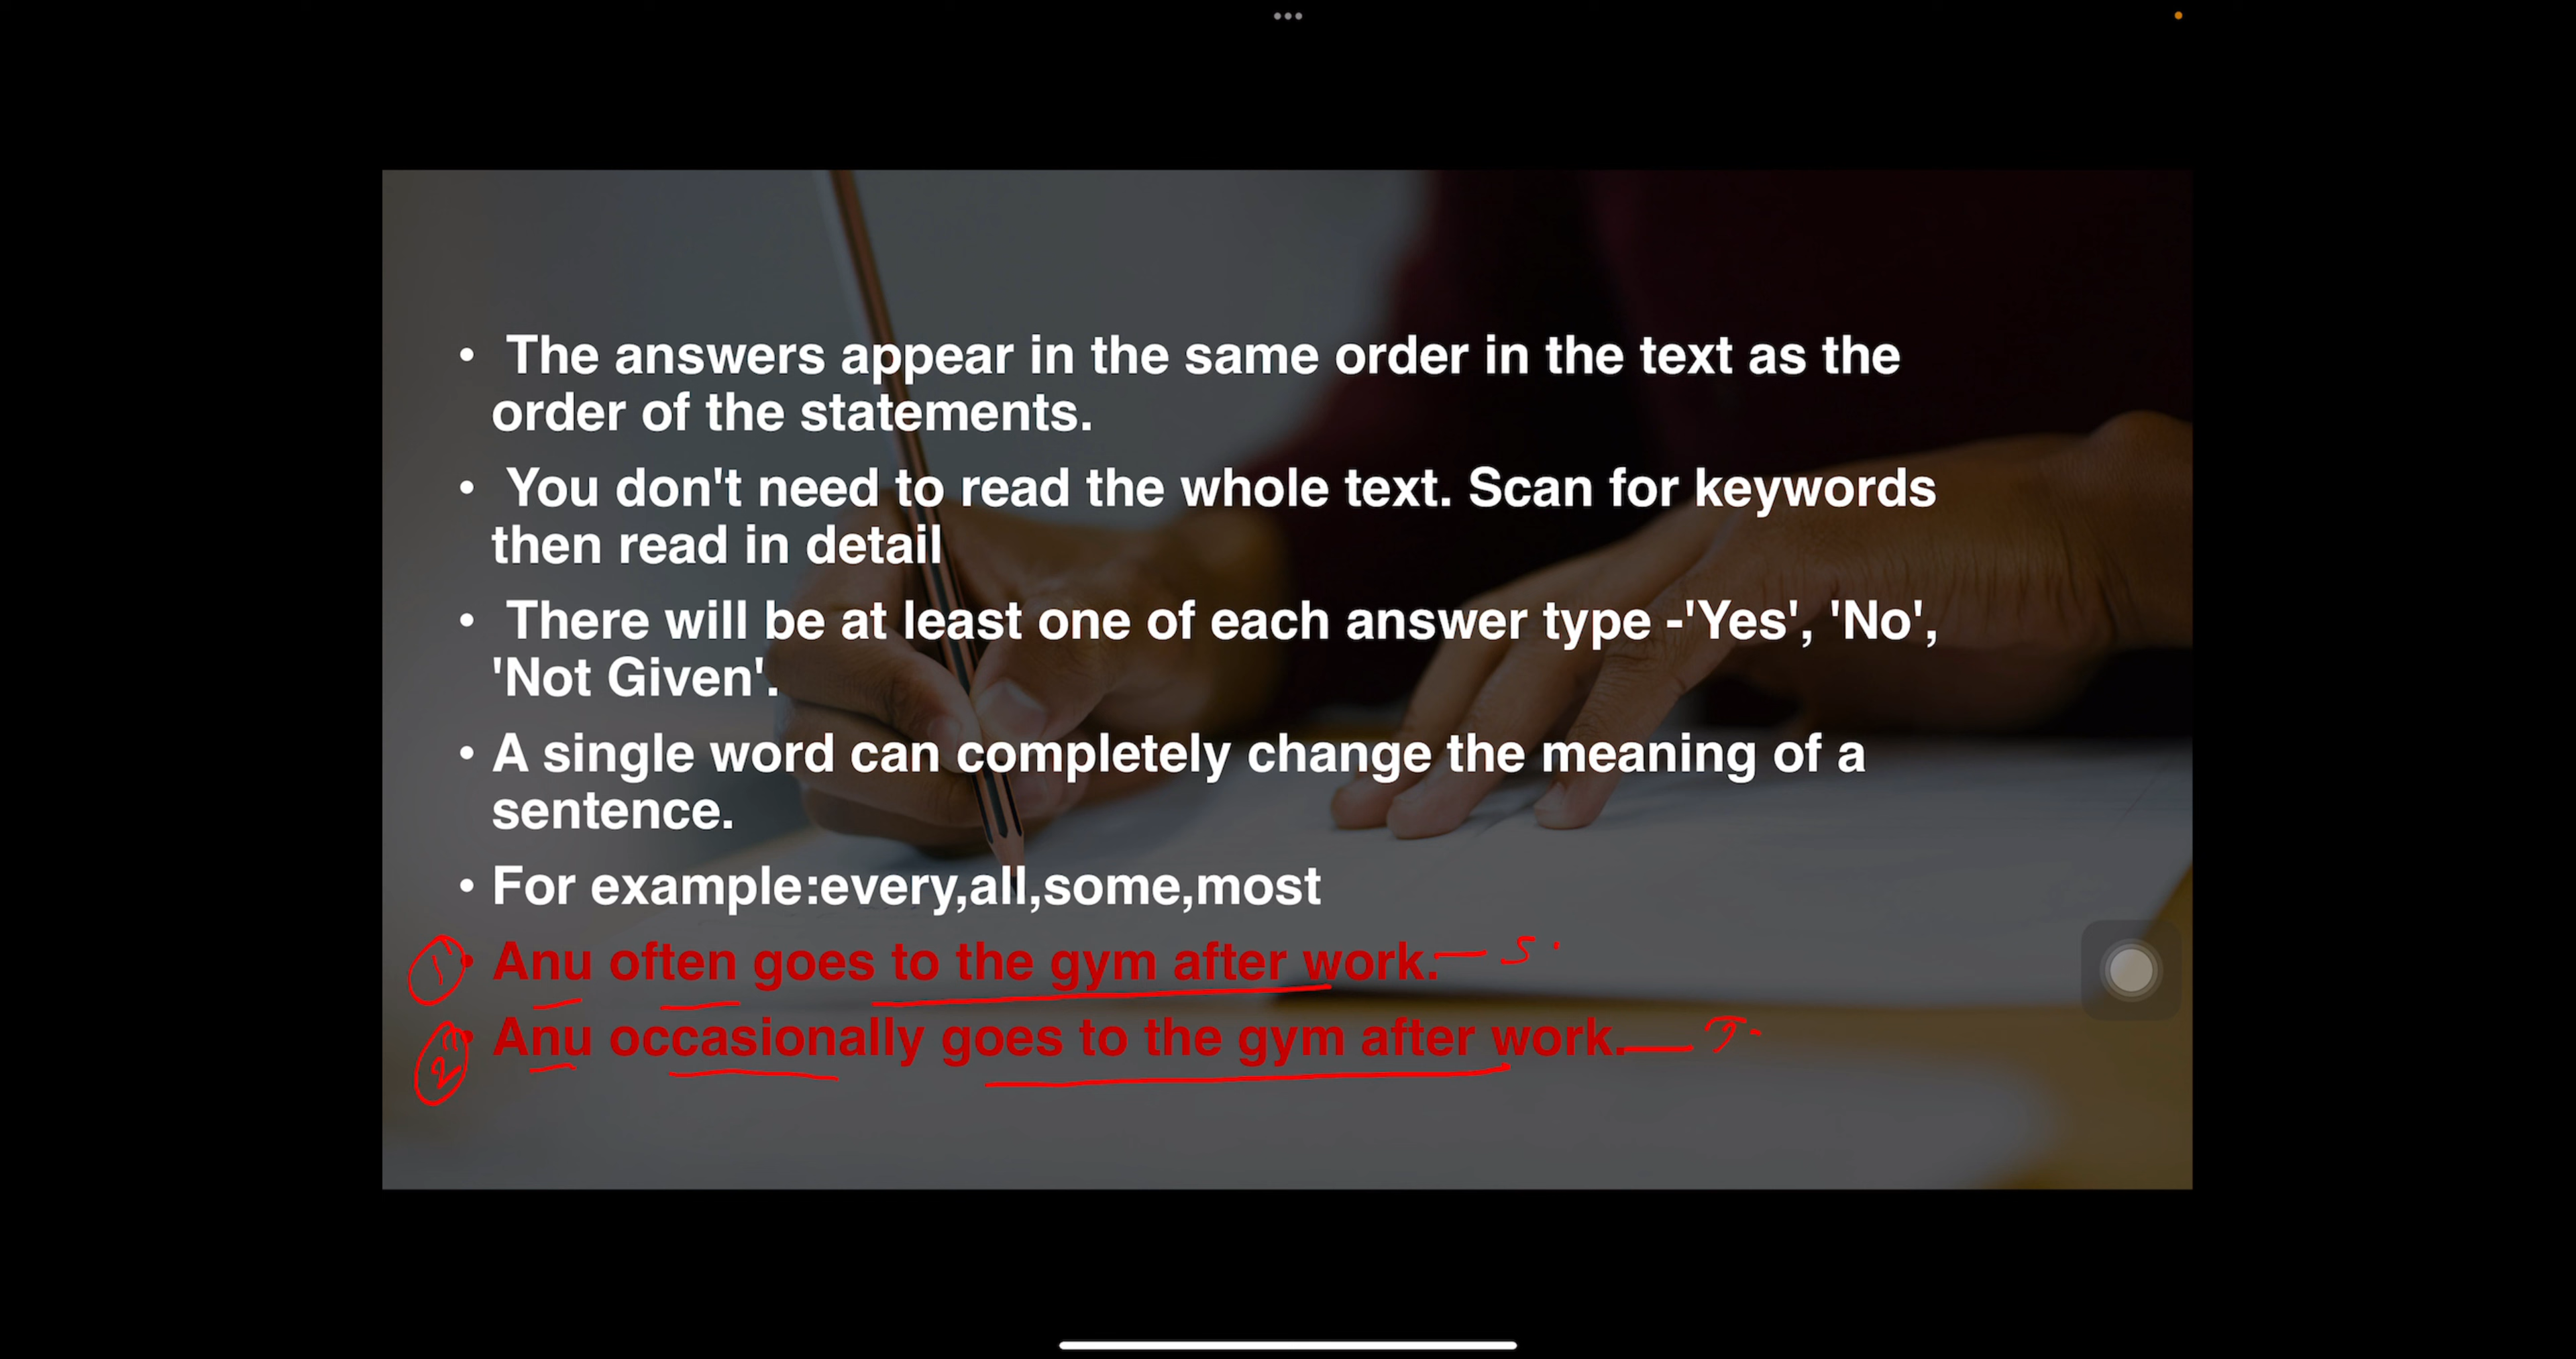 • The answers appear in the same order in the text as the
order of the statements.
• You don't need to read the whole text. Scan for keywords
then read in detail
• There will be at least one of each answer type -'Yes', 'No',
'Not Given'.
• A single word can completely change the meaning of a
sentence.
• For example:every,all,some,most
1 • Anu often goes to the gym after work. — S.
2 • Anu occasionally goes to the gym after work. —